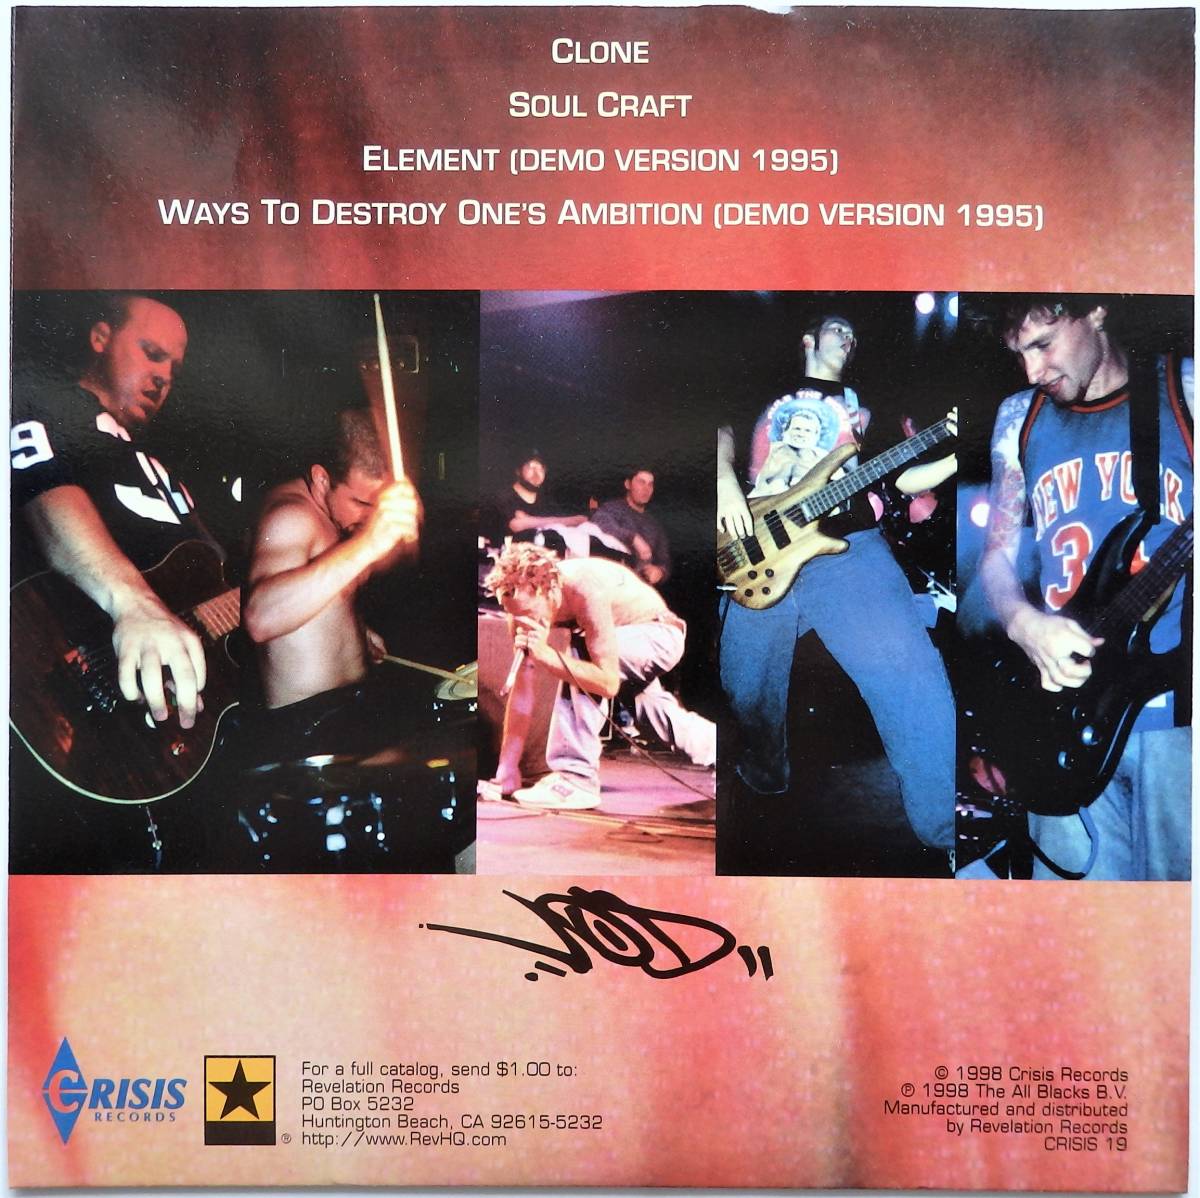 CLONE
SOUL CRAFT
ELEMENT (DEMO VERSION 1995)
WAYS TO DESTROY ONE'S AMBITION (DEMO VERSION 1995)
9
NEW YORK
3
VOD
CRISIS
RECORDS
®
For a full catalog, send $1.00 to:
Revelation Records
PO Box 5232
Huntington Beach, CA 92615-5232
http://www.RevHQ.com
© 1998 Crisis Records
℗ 1998 The All Blacks B.V.
Manufactured and distributed
by Revelation Records
CRISIS 19